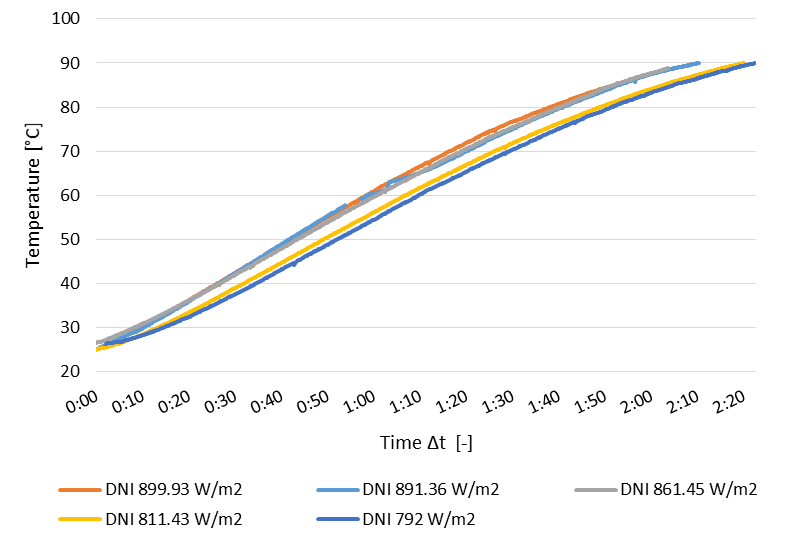 100
90
80
70
60
50
40
30
20
Temperature [°C]
0:00 0:10 0:20 0:30 0:40 0:50 1:00 1:10 1:20 1:30 1:40 1:50 2:00 2:10 2:20
Time Δt [-]
DNI 899.93 W/m2 DNI 891.36 W/m2 DNI 861.45 W/m2
DNI 811.43 W/m2 DNI 792 W/m2